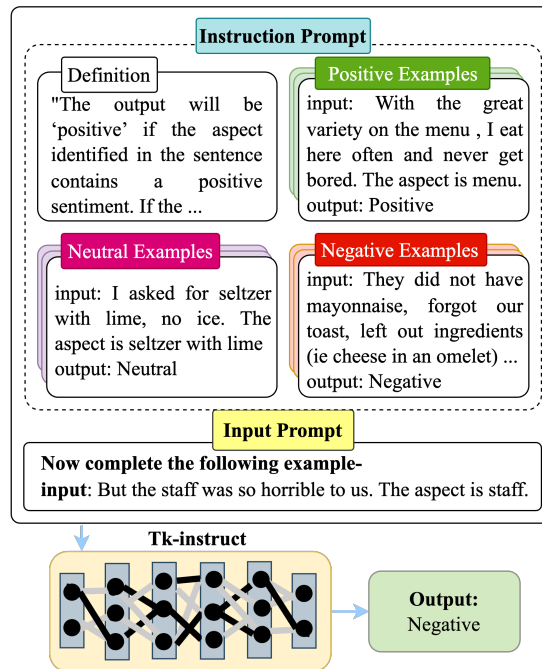 Instruction Prompt
Definition
"The output will be
‘positive’ if the aspect
identified in the sentence
contains a positive
sentiment. If the ...
Positive Examples
input: With the great
variety on the menu , I eat
here often and never get
bored. The aspect is menu.
output: Positive
Neutral Examples
input: I asked for seltzer
with lime, no ice. The
aspect is seltzer with lime
output: Neutral
Negative Examples
input: They did not have
mayonnaise, forgot our
toast, left out ingredients
(ie cheese in an omelet) ...
output: Negative
Input Prompt
Now complete the following example-
input: But the staff was so horrible to us. The aspect is staff.
Tk-instruct
Output:
Negative